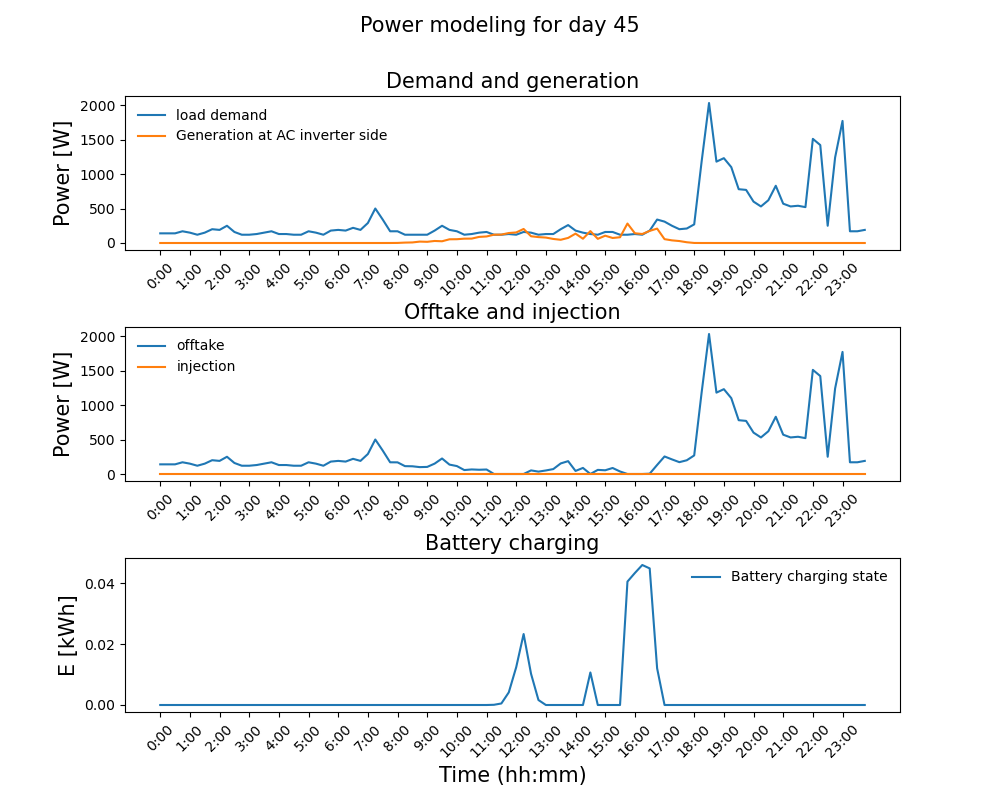 Power modeling for day 45
Demand and generation
Power [W]
2000
1500
1000
500
0
load demand
Generation at AC inverter side
0:00 1:00 2:00 3:00 4:00 5:00 6:00 7:00 8:00 9:00 10:00 11:00 12:00 13:00 14:00 15:00 16:00 17:00 18:00 19:00 20:00 21:00 22:00 23:00
Offtake and injection
Power [W]
2000
1500
1000
500
0
offtake
injection
0:00 1:00 2:00 3:00 4:00 5:00 6:00 7:00 8:00 9:00 10:00 11:00 12:00 13:00 14:00 15:00 16:00 17:00 18:00 19:00 20:00 21:00 22:00 23:00
Battery charging
E [kWh]
0.04
0.02
0.00
Battery charging state
0:00 1:00 2:00 3:00 4:00 5:00 6:00 7:00 8:00 9:00 10:00 11:00 12:00 13:00 14:00 15:00 16:00 17:00 18:00 19:00 20:00 21:00 22:00 23:00
Time (hh:mm)